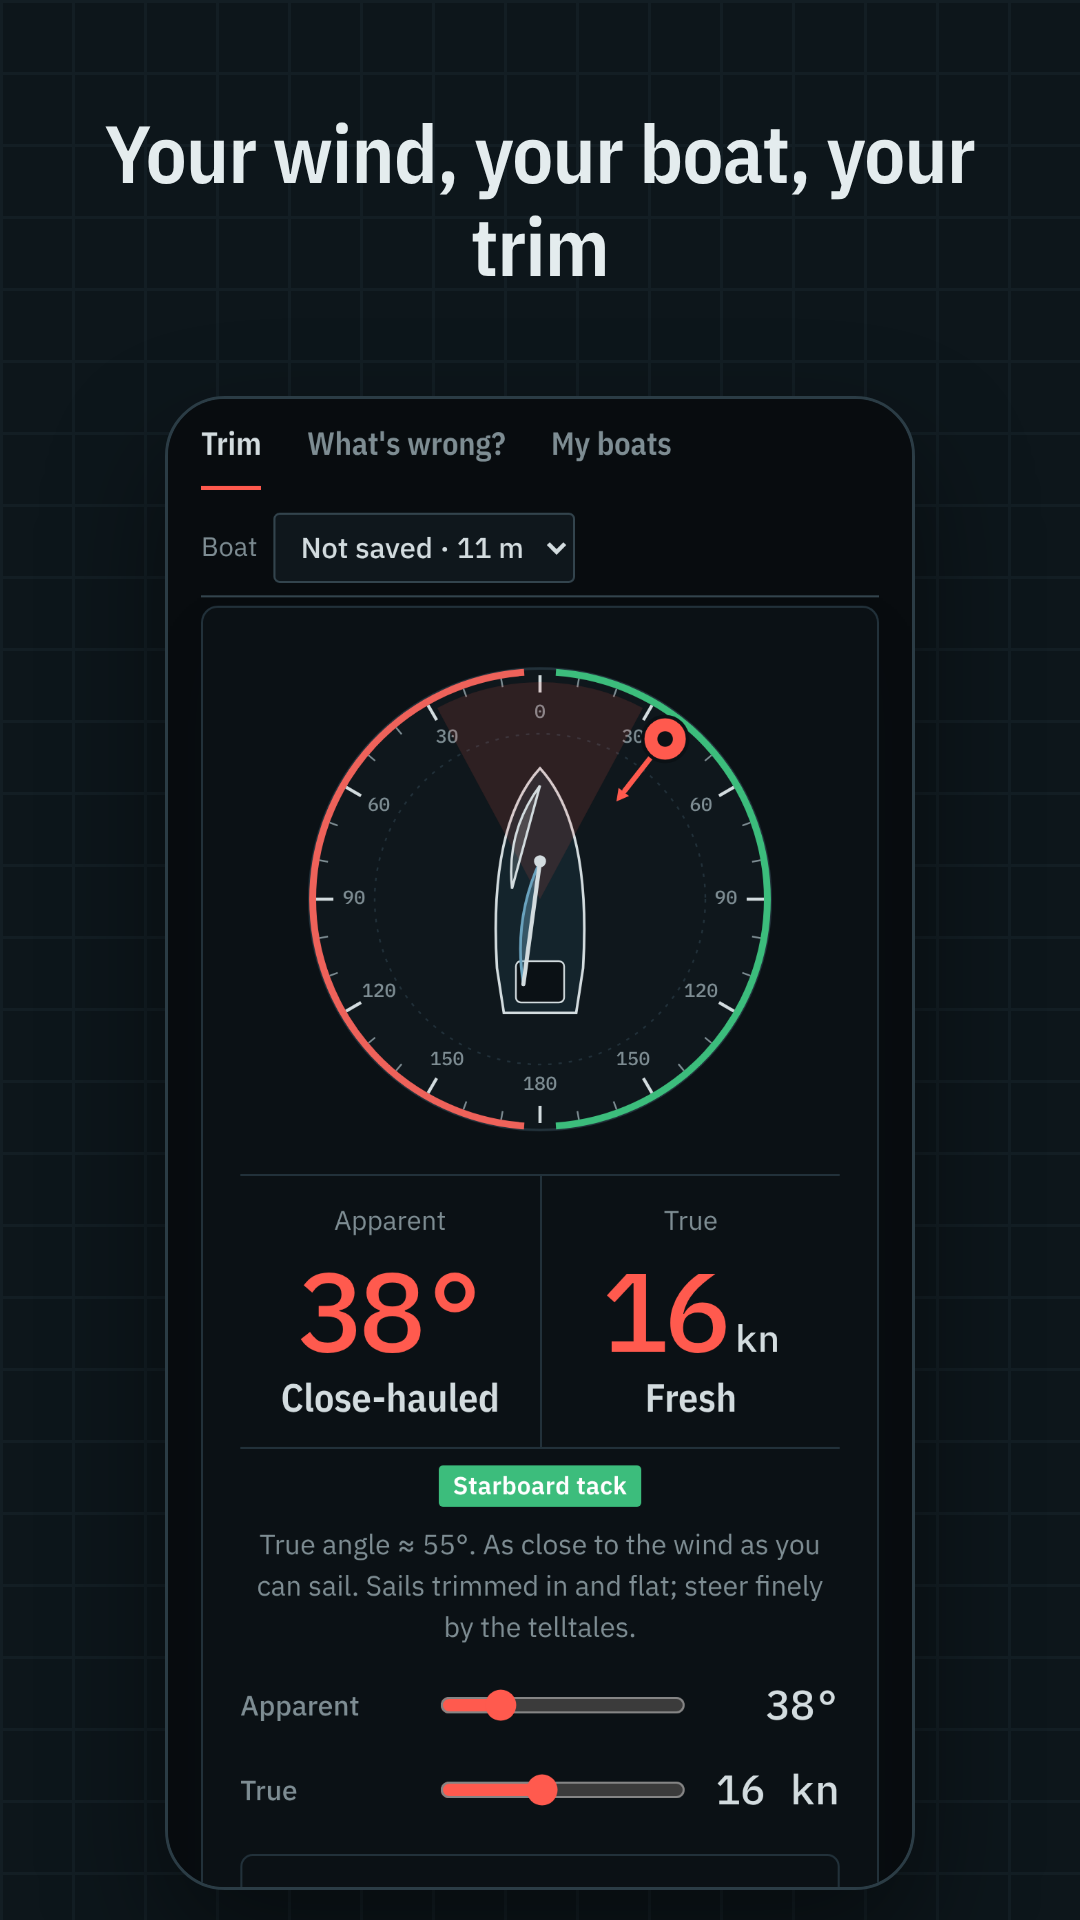 Your wind, your boat, your
trim
Trim What's wrong? My boats
Boat Not saved · 11 m
0
30 30
60 60
90 90
120 120
150 150
180
Apparent True
38° 16 kn
Close-hauled Fresh
Starboard tack
True angle ≈ 55°. As close to the wind as you
can sail. Sails trimmed in and flat; steer finely
by the telltales.
Apparent 38°
True 16 kn